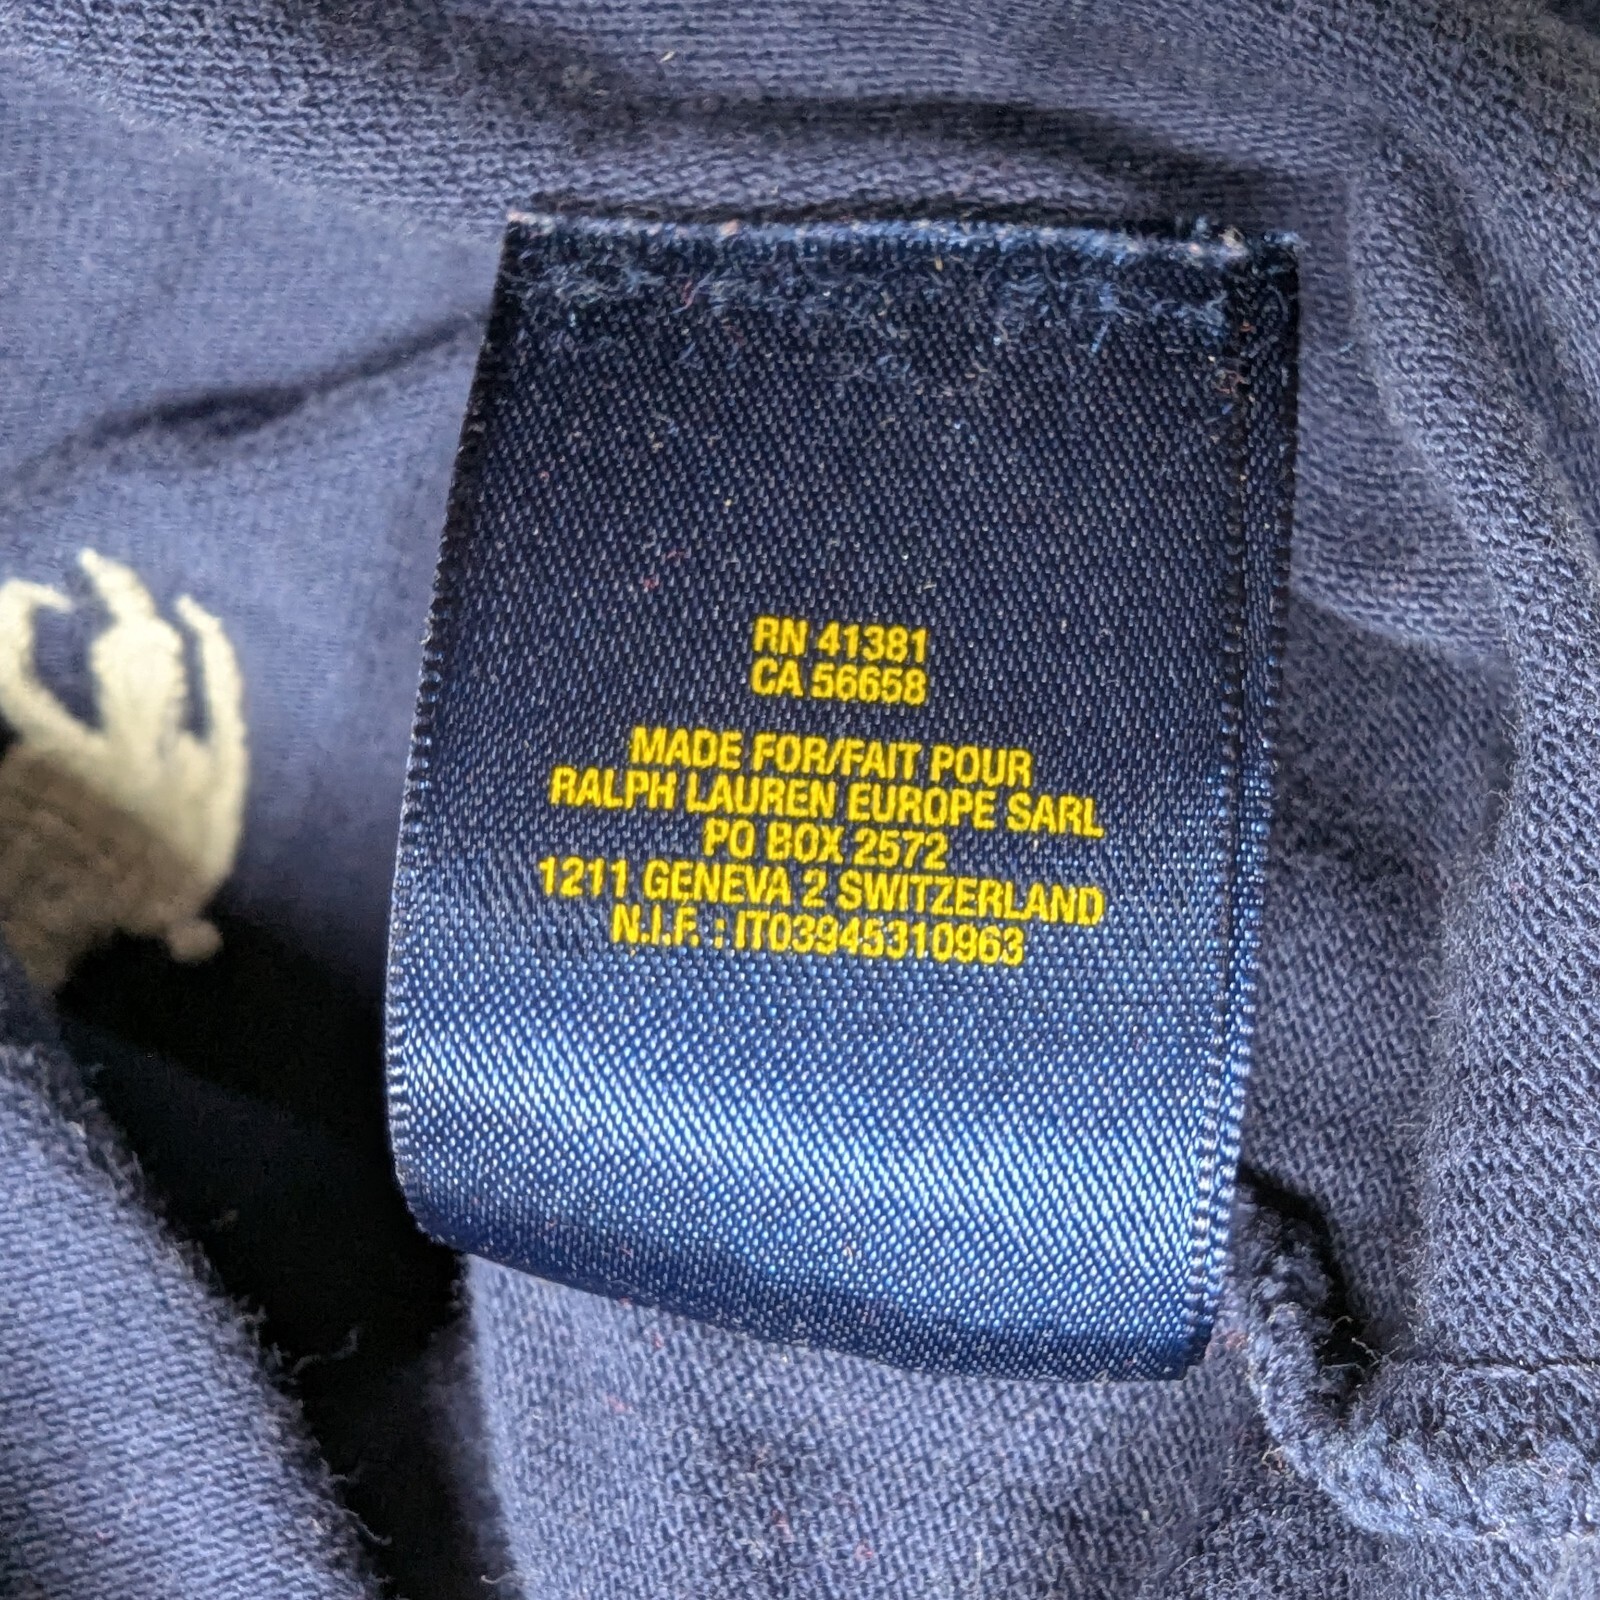 RN 41381
CA 56658
MADE FOR/FAIT POUR
RALPH LAUREN EUROPE SARL
PO BOX 2572
1211 GENEVA 2 SWITZERLAND
N.I.F. : IT03945310963